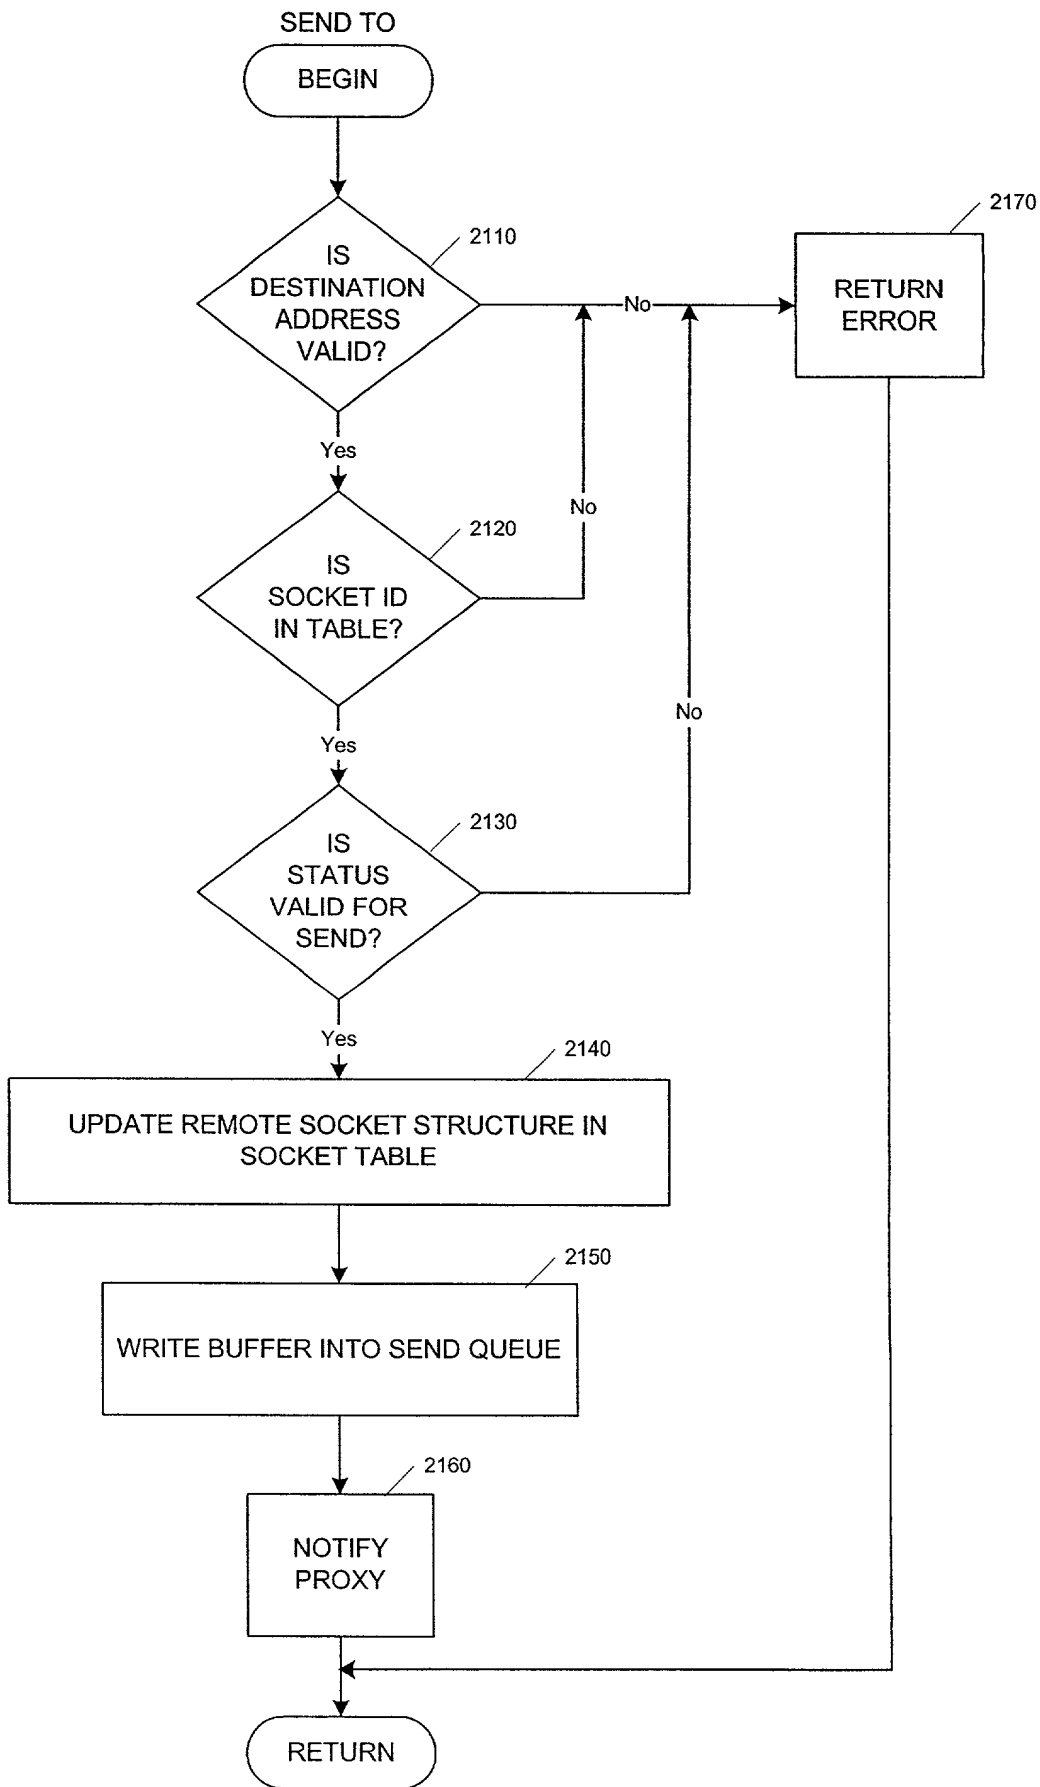 SEND TO
BEGIN
2110
IS
DESTINATION
ADDRESS
VALID?
No
2170
RETURN
ERROR
Yes
2120
IS
SOCKET ID
IN TABLE?
No
Yes
2130
IS
STATUS
VALID FOR
SEND?
No
Yes
2140
UPDATE REMOTE SOCKET STRUCTURE IN
SOCKET TABLE
2150
WRITE BUFFER INTO SEND QUEUE
2160
NOTIFY
PROXY
RETURN